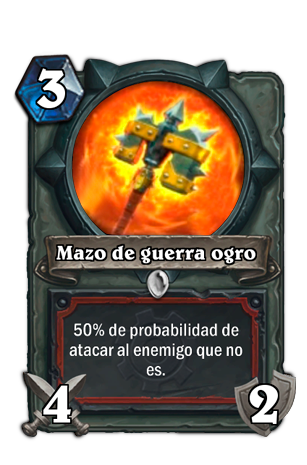 3
Mazo de guerra ogro
50% de probabilidad de
atacar al enemigo que no
es.
4
2